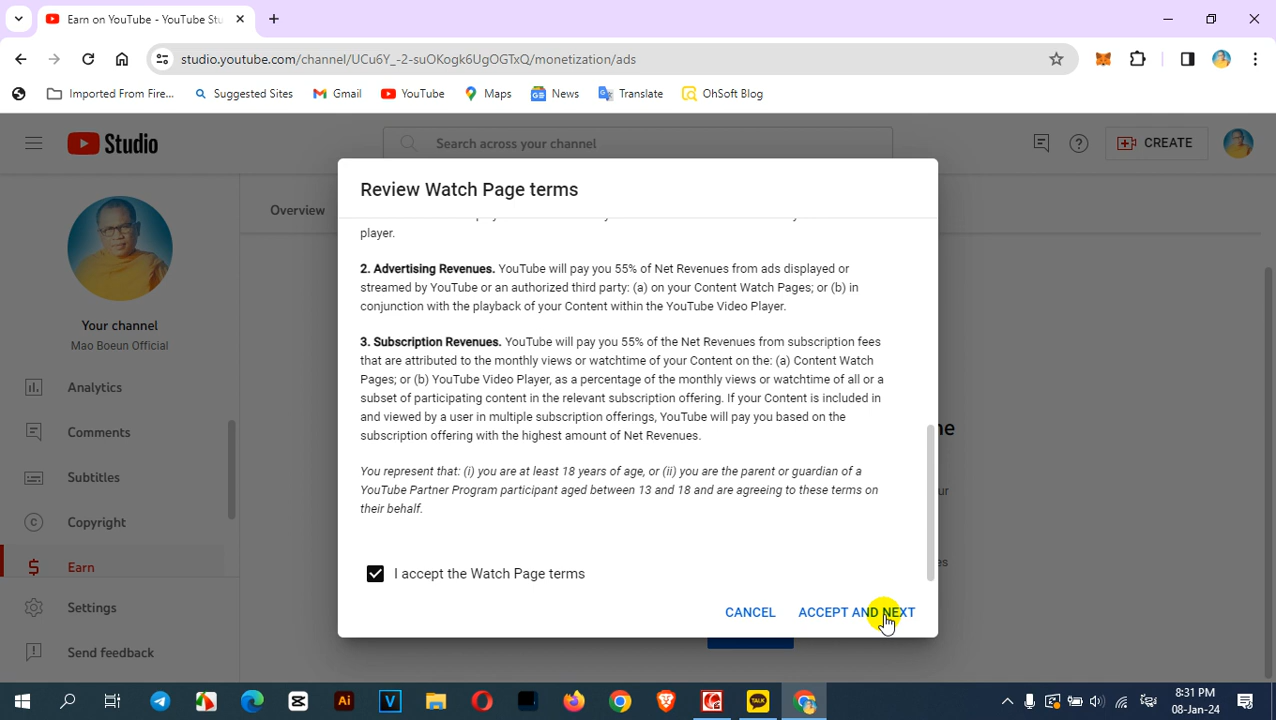 Earn on YouTube - YouTube Stu
studio.youtube.com/channel/UCu6Y_-2-suOKogk6UgOGTxQ/monetization/ads
Imported From Fire...
Suggested Sites
Gmail
YouTube
Maps
News
Translate
OhSoft Blog
Studio
Search across your channel
CREATE
Your channel
Mao Boeun Official
Analytics
Comments
Subtitles
Copyright
Earn
Settings
Send feedback
Overview
Review Watch Page terms
player.
2. Advertising Revenues. YouTube will pay you 55% of Net Revenues from ads displayed or
streamed by YouTube or an authorized third party: (a) on your Content Watch Pages; or (b) in
conjunction with the playback of your Content within the YouTube Video Player.
3. Subscription Revenues. YouTube will pay you 55% of the Net Revenues from subscription fees
that are attributed to the monthly views or watchtime of your Content on the: (a) Content Watch
Pages; or (b) YouTube Video Player, as a percentage of the monthly views or watchtime of all or a
subset of participating content in the relevant subscription offering. If your Content is included in
and viewed by a user in multiple subscription offerings, YouTube will pay you based on the
subscription offering with the highest amount of Net Revenues.
You represent that: (i) you are at least 18 years of age, or (ii) you are the parent or guardian of a
YouTube Partner Program participant aged between 13 and 18 and are agreeing to these terms on
their behalf.
I accept the Watch Page terms
CANCEL
ACCEPT AND NEXT
Ai
V
TALK
8:31 PM
08-Jan-24